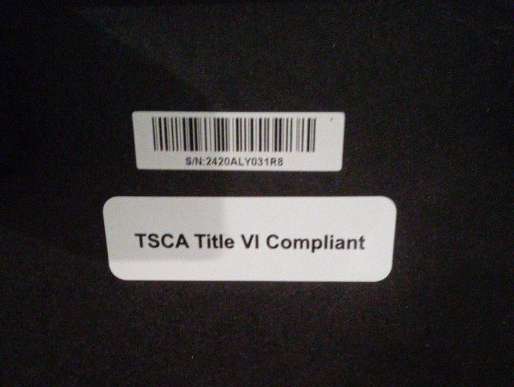 S/N:2420ALY031R8
TSCA Title VI Compliant